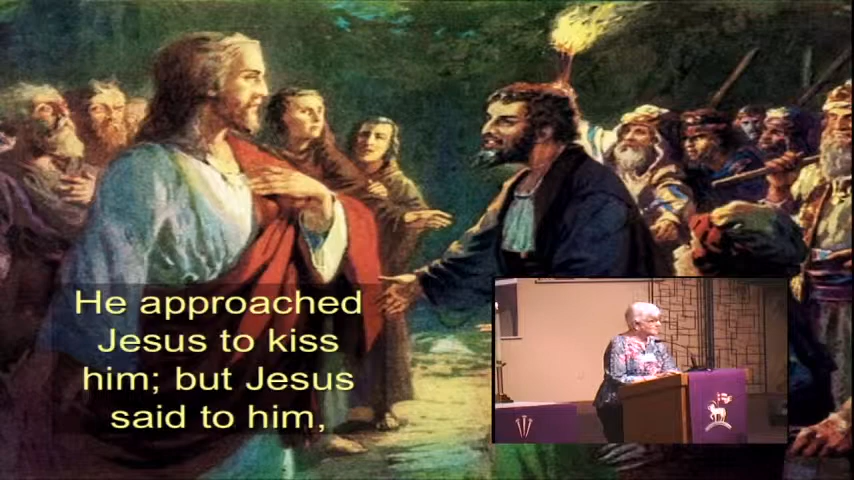 He approached
Jesus to kiss
him; but Jesus
said to him,